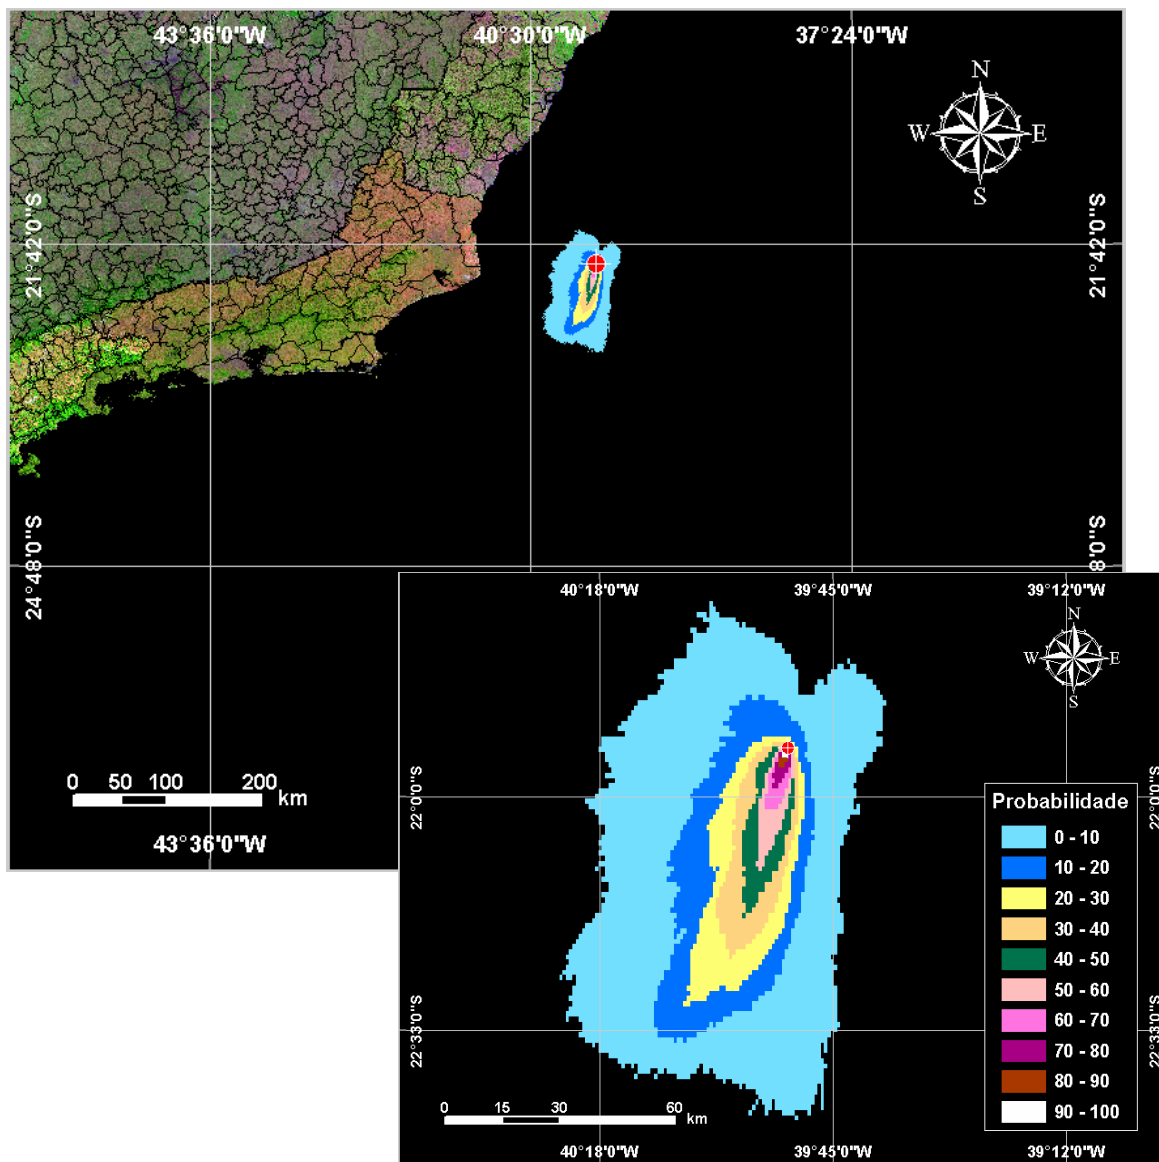 43°36'0"W 40°30'0"W 37°24'0"W
N
W E
S
21°42'0"S 21°42'0"S
24°48'0"S 8'0"S
0 50 100 200
km
43°36'0"W
40°18'0"W 39°45'0"W 39°12'0"W
N
W E
S
22°0'0"S 22°0'0"S
Probabilidade
0 - 10
10 - 20
20 - 30
30 - 40
40 - 50
50 - 60
60 - 70
70 - 80
80 - 90
90 - 100
22°33'0"S 22°33'0"S
0 15 30 60
km
40°18'0"W 39°45'0"W 39°12'0"W